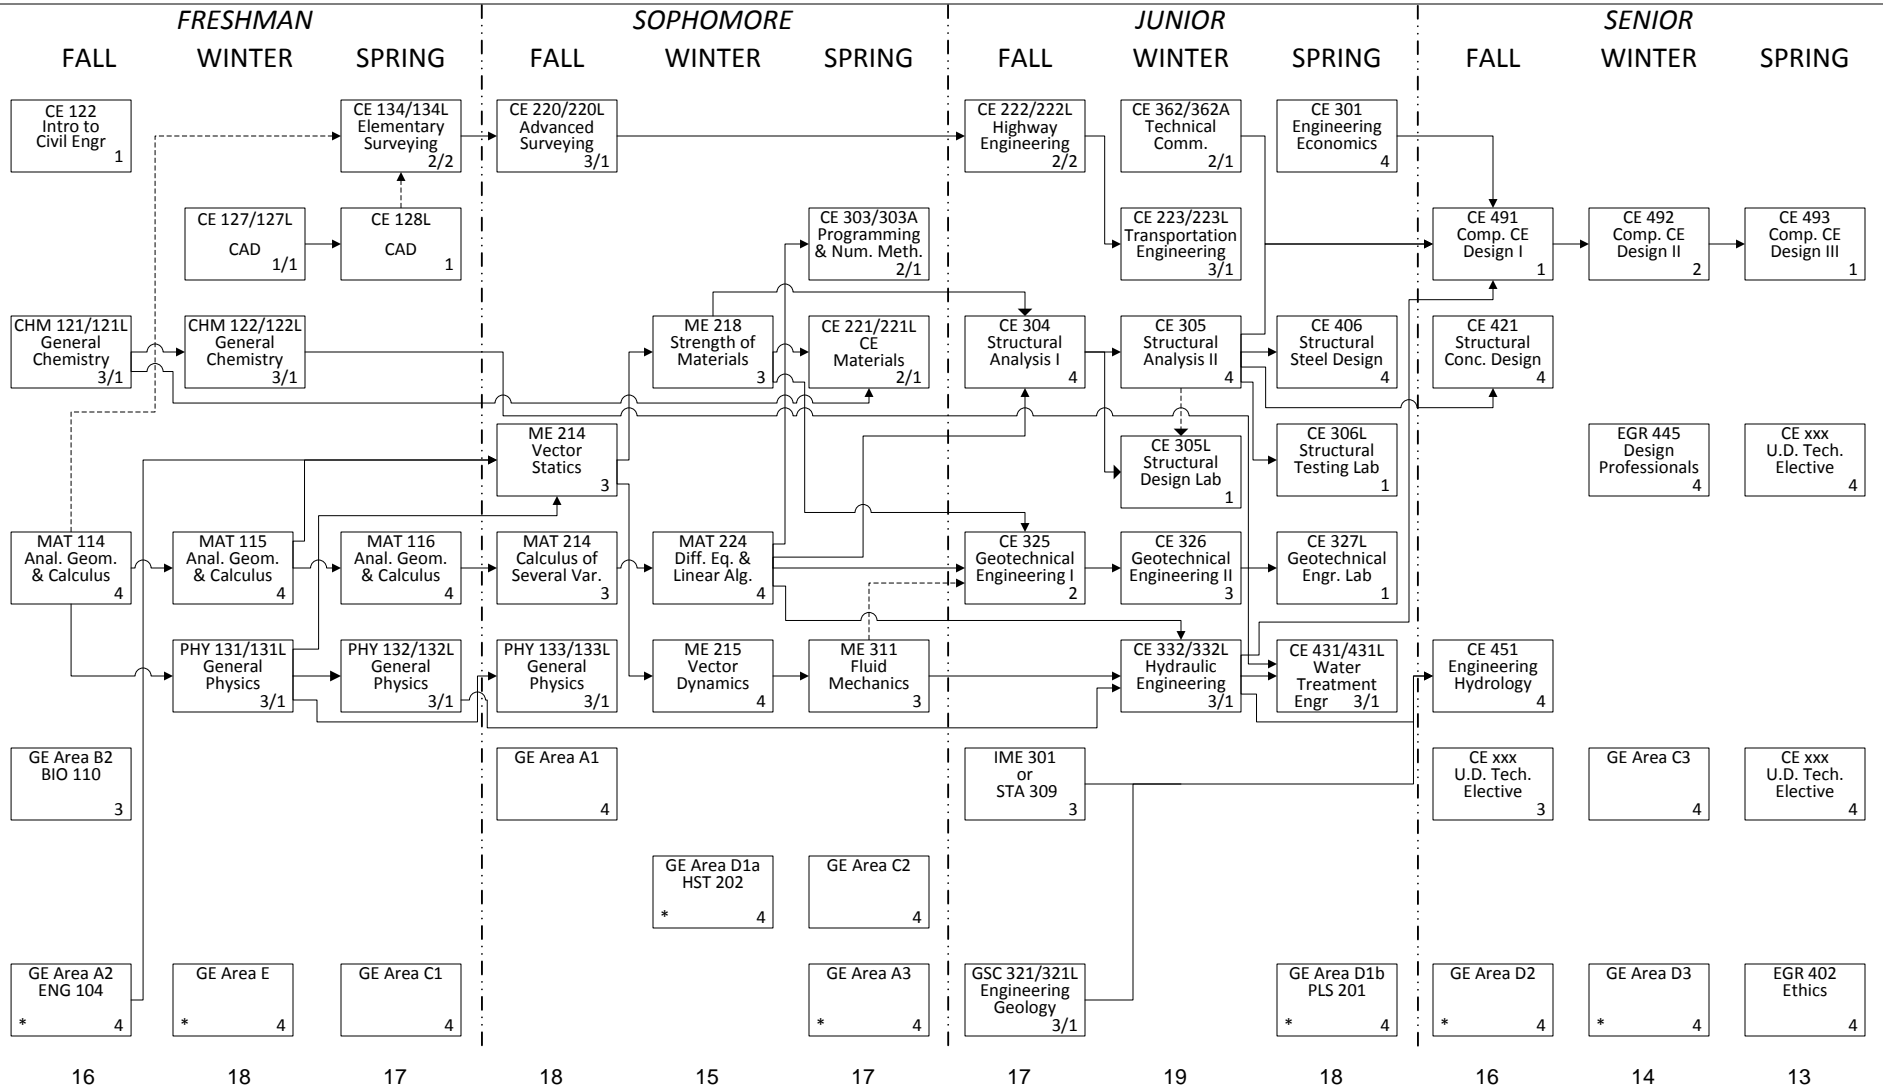 FRESHMAN
SOPHOMORE
JUNIOR
SENIOR
FALL
WINTER
SPRING
FALL
WINTER
SPRING
FALL
WINTER
SPRING
FALL
WINTER
SPRING
CE 122
Intro to
Civil Engr
1
CE 134/134L
Elementary
Surveying
2/2
CE 220/220L
Advanced
Surveying
3/1
CE 222/222L
Highway
Engineering
2/2
CE 362/362A
Technical
Comm.
2/1
CE 301
Engineering
Economics
4
CE 127/127L
CAD
1/1
CE 128L
CAD
1
CE 303/303A
Programming
& Num. Meth.
2/1
CE 223/223L
Transportation
Engineering
3/1
CE 491
Comp. CE
Design I
1
CE 492
Comp. CE
Design II
2
CE 493
Comp. CE
Design III
1
CHM 121/121L
General
Chemistry
3/1
CHM 122/122L
General
Chemistry
3/1
ME 218
Strength of
Materials
3
CE 221/221L
CE
Materials
2/1
CE 304
Structural
Analysis I
4
CE 305
Structural
Analysis II
4
CE 406
Structural
Steel Design
4
CE 421
Structural
Conc. Design
4
ME 214
Vector
Statics
3
CE 305L
Structural
Design Lab
1
CE 306L
Structural
Testing Lab
1
EGR 445
Design
Professionals
4
CE xxx
U.D. Tech.
Elective
4
MAT 114
Anal. Geom.
& Calculus
4
MAT 115
Anal. Geom.
& Calculus
4
MAT 116
Anal. Geom.
& Calculus
4
MAT 214
Calculus of
Several Var.
3
MAT 224
Diff. Eq. &
Linear Alg.
4
CE 325
Geotechnical
Engineering I
2
CE 326
Geotechnical
Engineering II
3
CE 327L
Geotechnical
Engr. Lab
1
PHY 131/131L
General
Physics
3/1
PHY 132/132L
General
Physics
3/1
PHY 133/133L
General
Physics
3/1
ME 215
Vector
Dynamics
4
ME 311
Fluid
Mechanics
3
CE 332/332L
Hydraulic
Engineering
3/1
CE 431/431L
Water
Treatment
Engr 3/1
CE 451
Engineering
Hydrology
4
GE Area B2
BIO 110
3
GE Area A1
4
IME 301
or
STA 309
3
CE xxx
U.D. Tech.
Elective
3
GE Area C3
4
CE xxx
U.D. Tech.
Elective
4
GE Area D1a
HST 202
* 4
GE Area C2
4
GE Area A2
ENG 104
* 4
GE Area E
* 4
GE Area C1
4
GE Area A3
* 4
GSC 321/321L
Engineering
Geology
3/1
GE Area D1b
PLS 201
* 4
GE Area D2
* 4
GE Area D3
* 4
EGR 402
Ethics
4
16
18
17
18
15
17
17
19
18
16
14
13